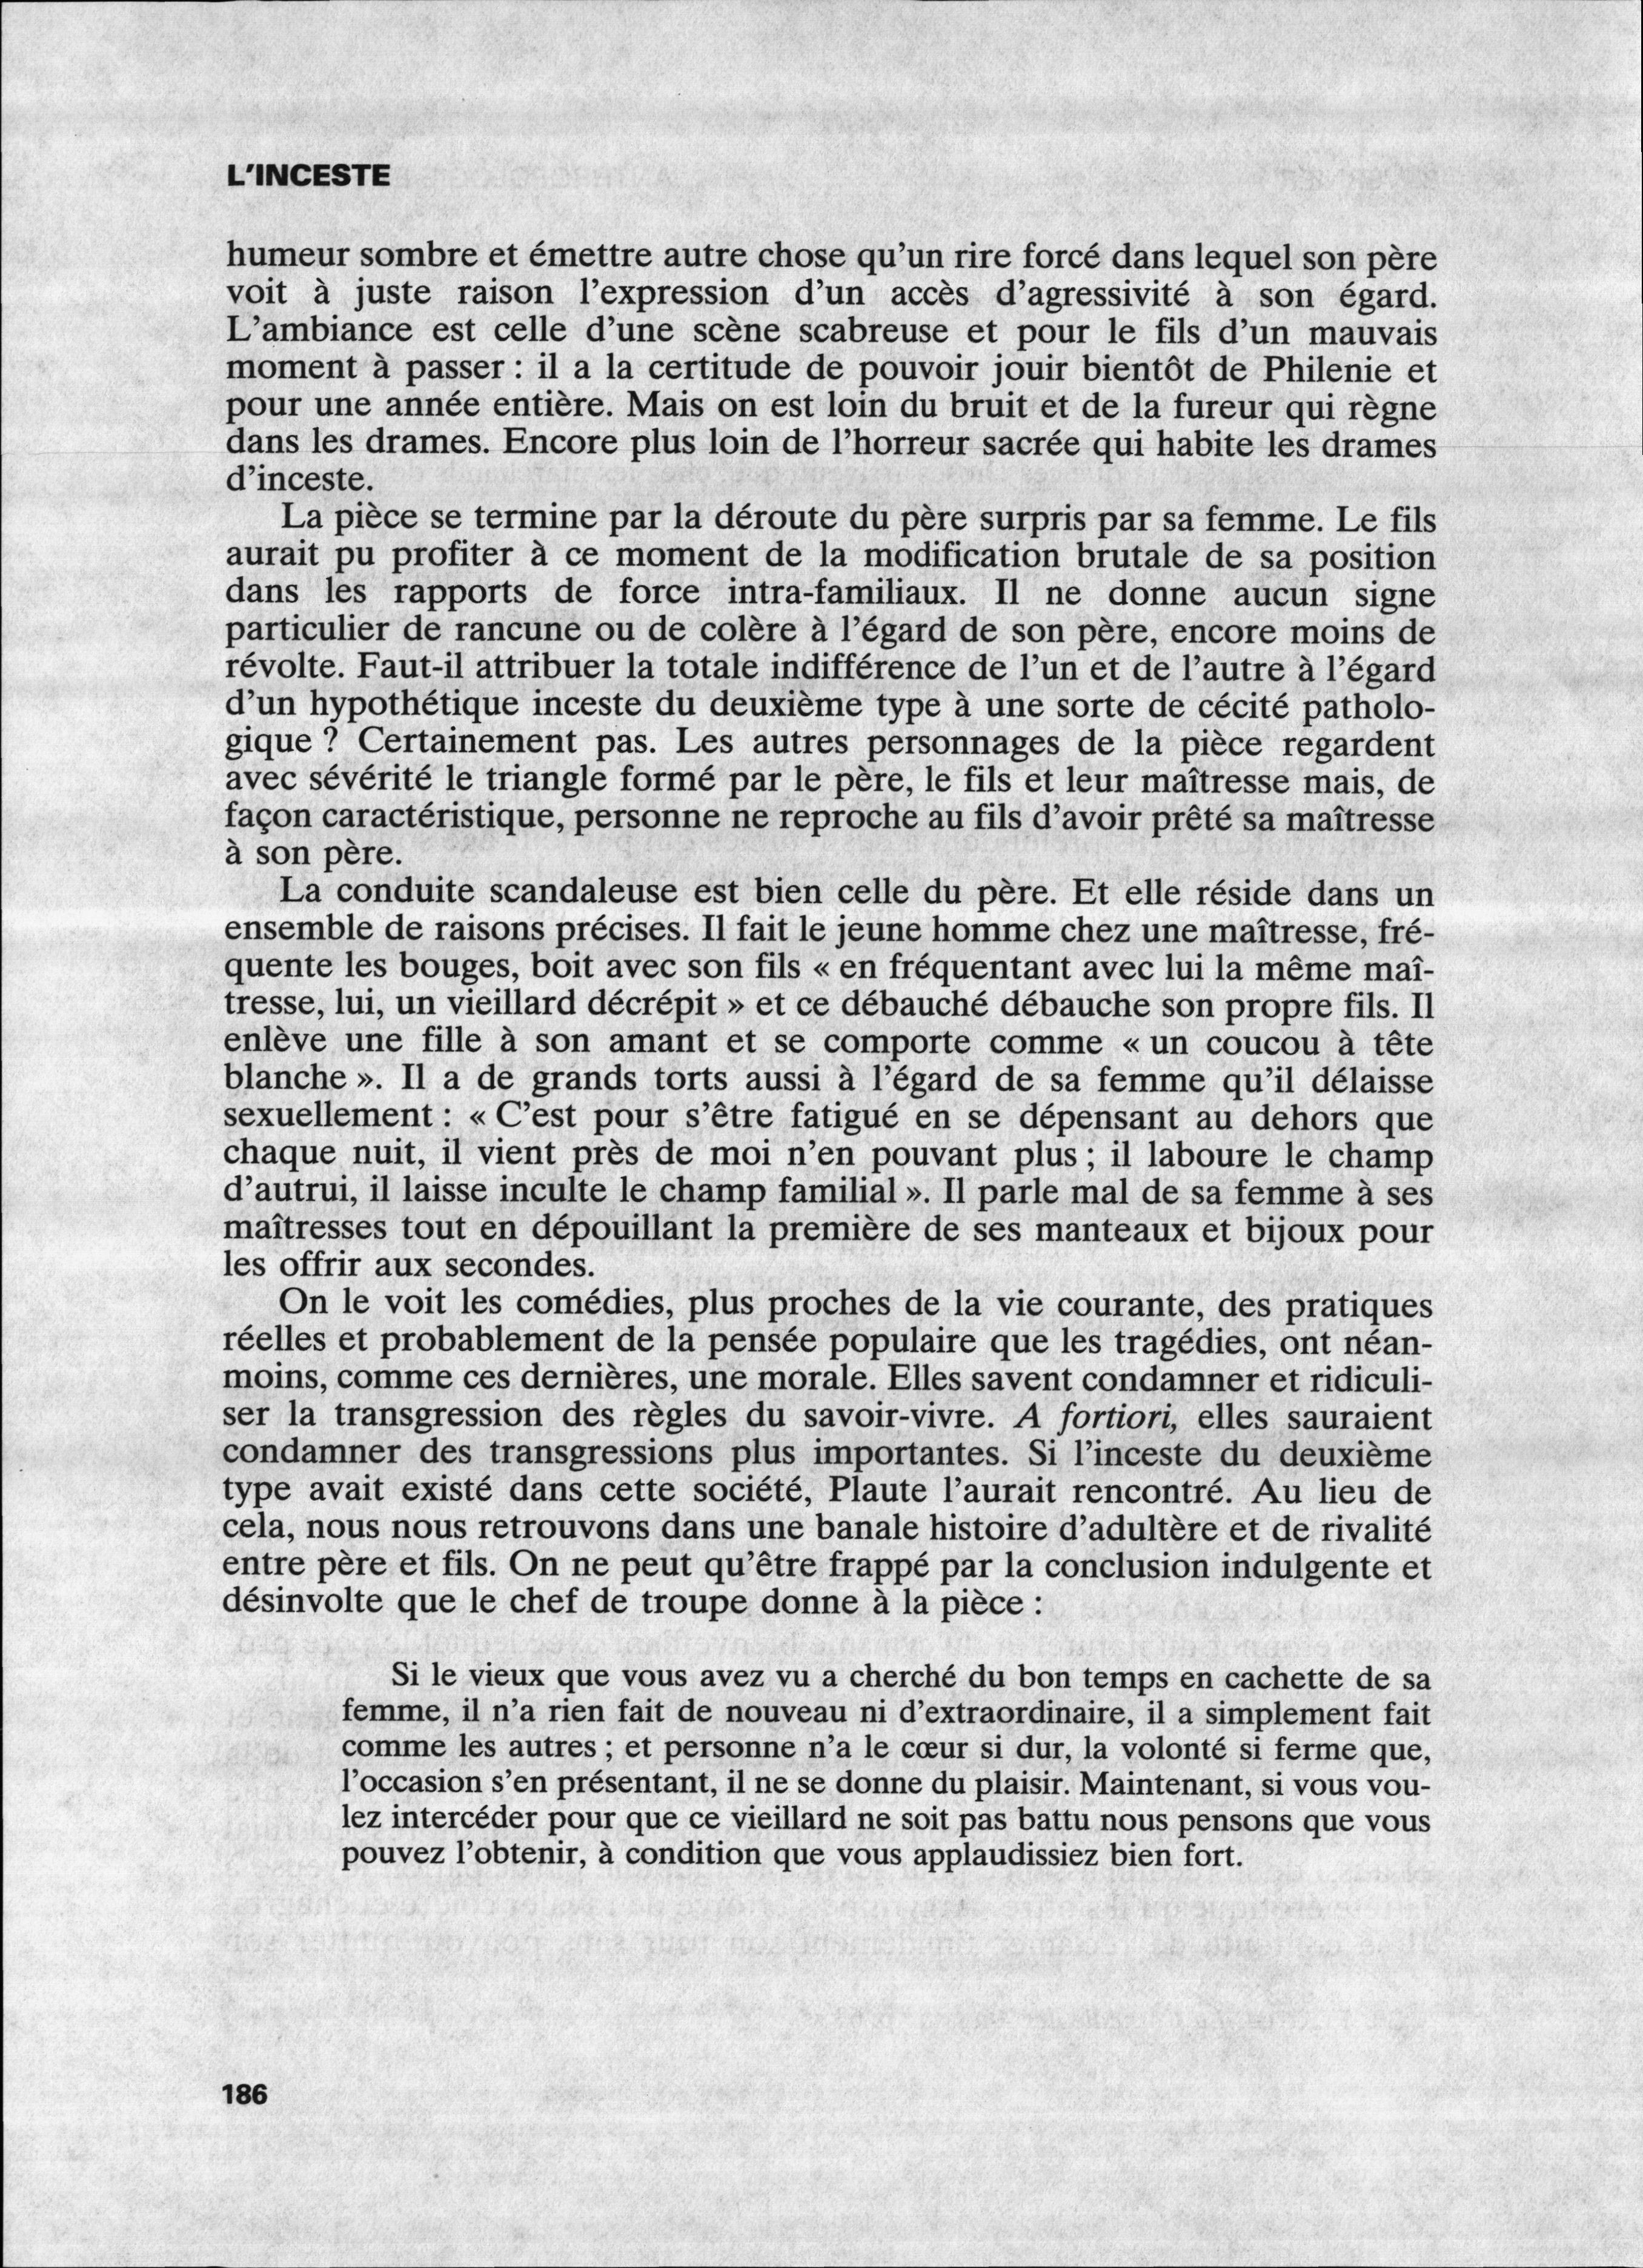 L'INCESTE
humeur sombre et émettre autre chose qu'un rire forcé dans lequel son père
voit à juste raison l'expression d'un accès d'agressivité à son égard.
L'ambiance est celle d'une scène scabreuse et pour le fils d'un mauvais
moment à passer : il a la certitude de pouvoir jouir bientôt de Philenie et
pour une année entière. Mais on est loin du bruit et de la fureur qui règne
dans les drames. Encore plus loin de l'horreur sacrée qui habite les drames
d'inceste.
La pièce se termine par la déroute du père surpris par sa femme. Le fils
aurait pu profiter à ce moment de la modification brutale de sa position
dans les rapports de force intra-familiaux. Il ne donne aucun signe
particulier de rancune ou de colère à l'égard de son père, encore moins de
révolte. Faut-il attribuer la totale indifférence de l'un et de l'autre à l'égard
d'un hypothétique inceste du deuxième type à une sorte de cécité patholo-
gique ? Certainement pas. Les autres personnages de la pièce regardent
avec sévérité le triangle formé par le père, le fils et leur maîtresse mais, de
façon caractéristique, personne ne reproche au fils d'avoir prêté sa maîtresse
à son père.
La conduite scandaleuse est bien celle du père. Et elle réside dans un
ensemble de raisons précises. Il fait le jeune homme chez une maîtresse, fré-
quente les bouges, boit avec son fils « en fréquentant avec lui la même maî-
tresse, lui, un vieillard décrépit » et ce débauché débauche son propre fils. Il
enlève une fille à son amant et se comporte comme « un coucou à tête
blanche ». Il a de grands torts aussi à l'égard de sa femme qu'il délaisse
sexuellement : « C'est pour s'être fatigué en se dépensant au dehors que
chaque nuit, il vient près de moi n'en pouvant plus ; il laboure le champ
d'autrui, il laisse inculte le champ familial ». Il parle mal de sa femme à ses
maîtresses tout en dépouillant la première de ses manteaux et bijoux pour
les offrir aux secondes.
On le voit les comédies, plus proches de la vie courante, des pratiques
réelles et probablement de la pensée populaire que les tragédies, ont néan-
moins, comme ces dernières, une morale. Elles savent condamner et ridiculi-
ser la transgression des règles du savoir-vivre. A fortiori, elles sauraient
condamner des transgressions plus importantes. Si l'inceste du deuxième
type avait existé dans cette société, Plaute l'aurait rencontré. Au lieu de
cela, nous nous retrouvons dans une banale histoire d'adultère et de rivalité
entre père et fils. On ne peut qu'être frappé par la conclusion indulgente et
désinvolte que le chef de troupe donne à la pièce :
Si le vieux que vous avez vu a cherché du bon temps en cachette de sa
femme, il n'a rien fait de nouveau ni d'extraordinaire, il a simplement fait
comme les autres ; et personne n'a le cœur si dur, la volonté si ferme que,
l'occasion s'en présentant, il ne se donne du plaisir. Maintenant, si vous vou-
lez intercéder pour que ce vieillard ne soit pas battu nous pensons que vous
pouvez l'obtenir, à condition que vous applaudissiez bien fort.
186